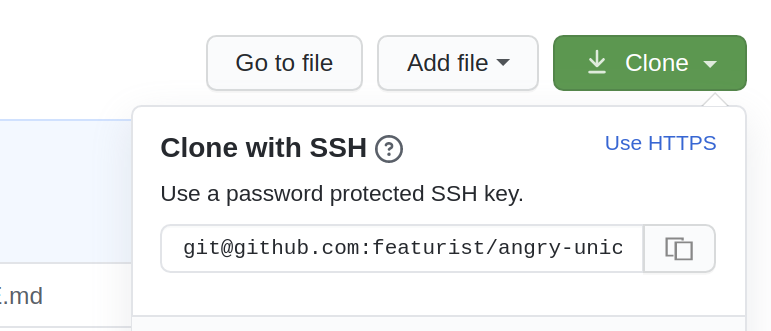 Go to file Add file Clone
Clone with SSH ? Use HTTPS
Use a password protected SSH key.
git@github.com:featurist/angry-unic
.md